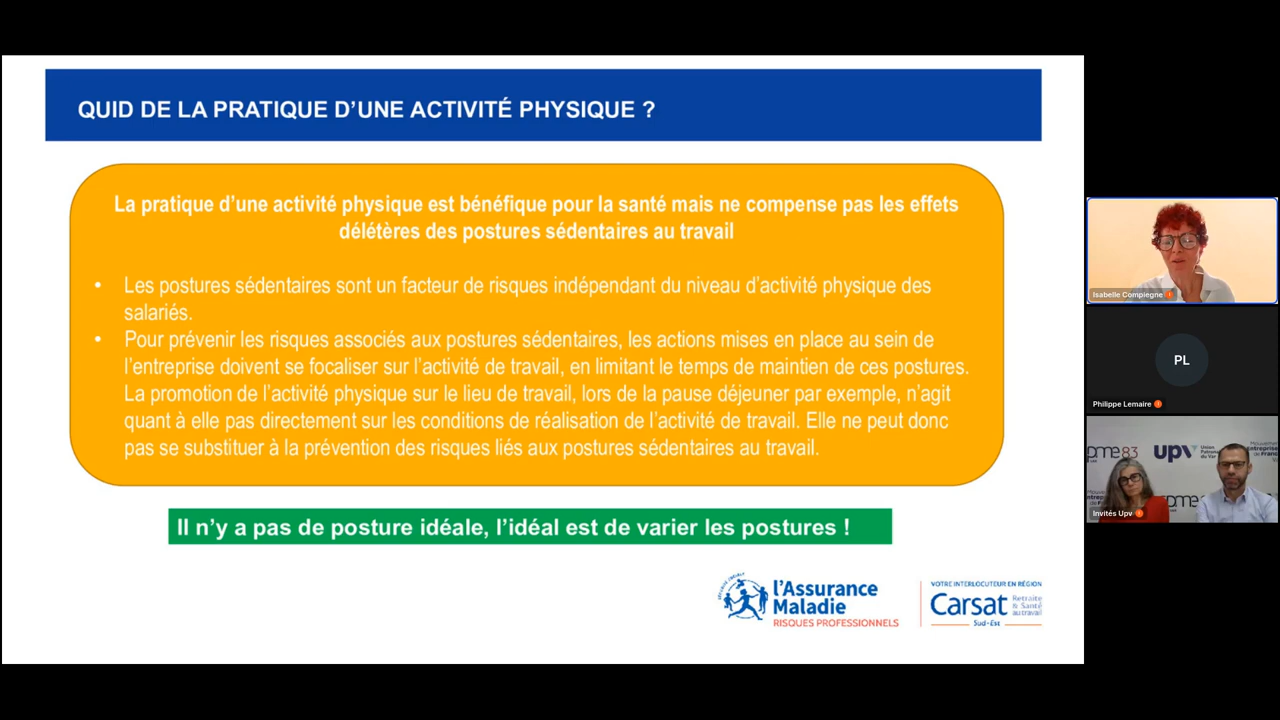 QUID DE LA PRATIQUE D’UNE ACTIVITÉ PHYSIQUE ?
La pratique d’une activité physique est bénéfique pour la santé mais ne compense pas les effets
délétères des postures sédentaires au travail
• Les postures sédentaires sont un facteur de risques indépendant du niveau d’activité physique des
salariés.
• Pour prévenir les risques associés aux postures sédentaires, les actions mises en place au sein de
l’entreprise doivent se focaliser sur l’activité de travail, en limitant le temps de maintien de ces postures.
La promotion de l’activité physique sur le lieu de travail, lors de la pause déjeuner par exemple, n’agit
quant à elle pas directement sur les conditions de réalisation de l’activité de travail. Elle ne peut donc
pas se substituer à la prévention des risques liés aux postures sédentaires au travail.
Il n’y a pas de posture idéale, l’idéal est de varier les postures !
l’Assurance
Maladie
RISQUES PROFESSIONNELS
VOTRE INTERLOCUTEUR EN RÉGION
Carsat
Retraite
& Santé
au travail
Sud-Est
Isabelle Compiegne
PL
Philippe Lemaire
pme83
upv
Union
Invités Upv